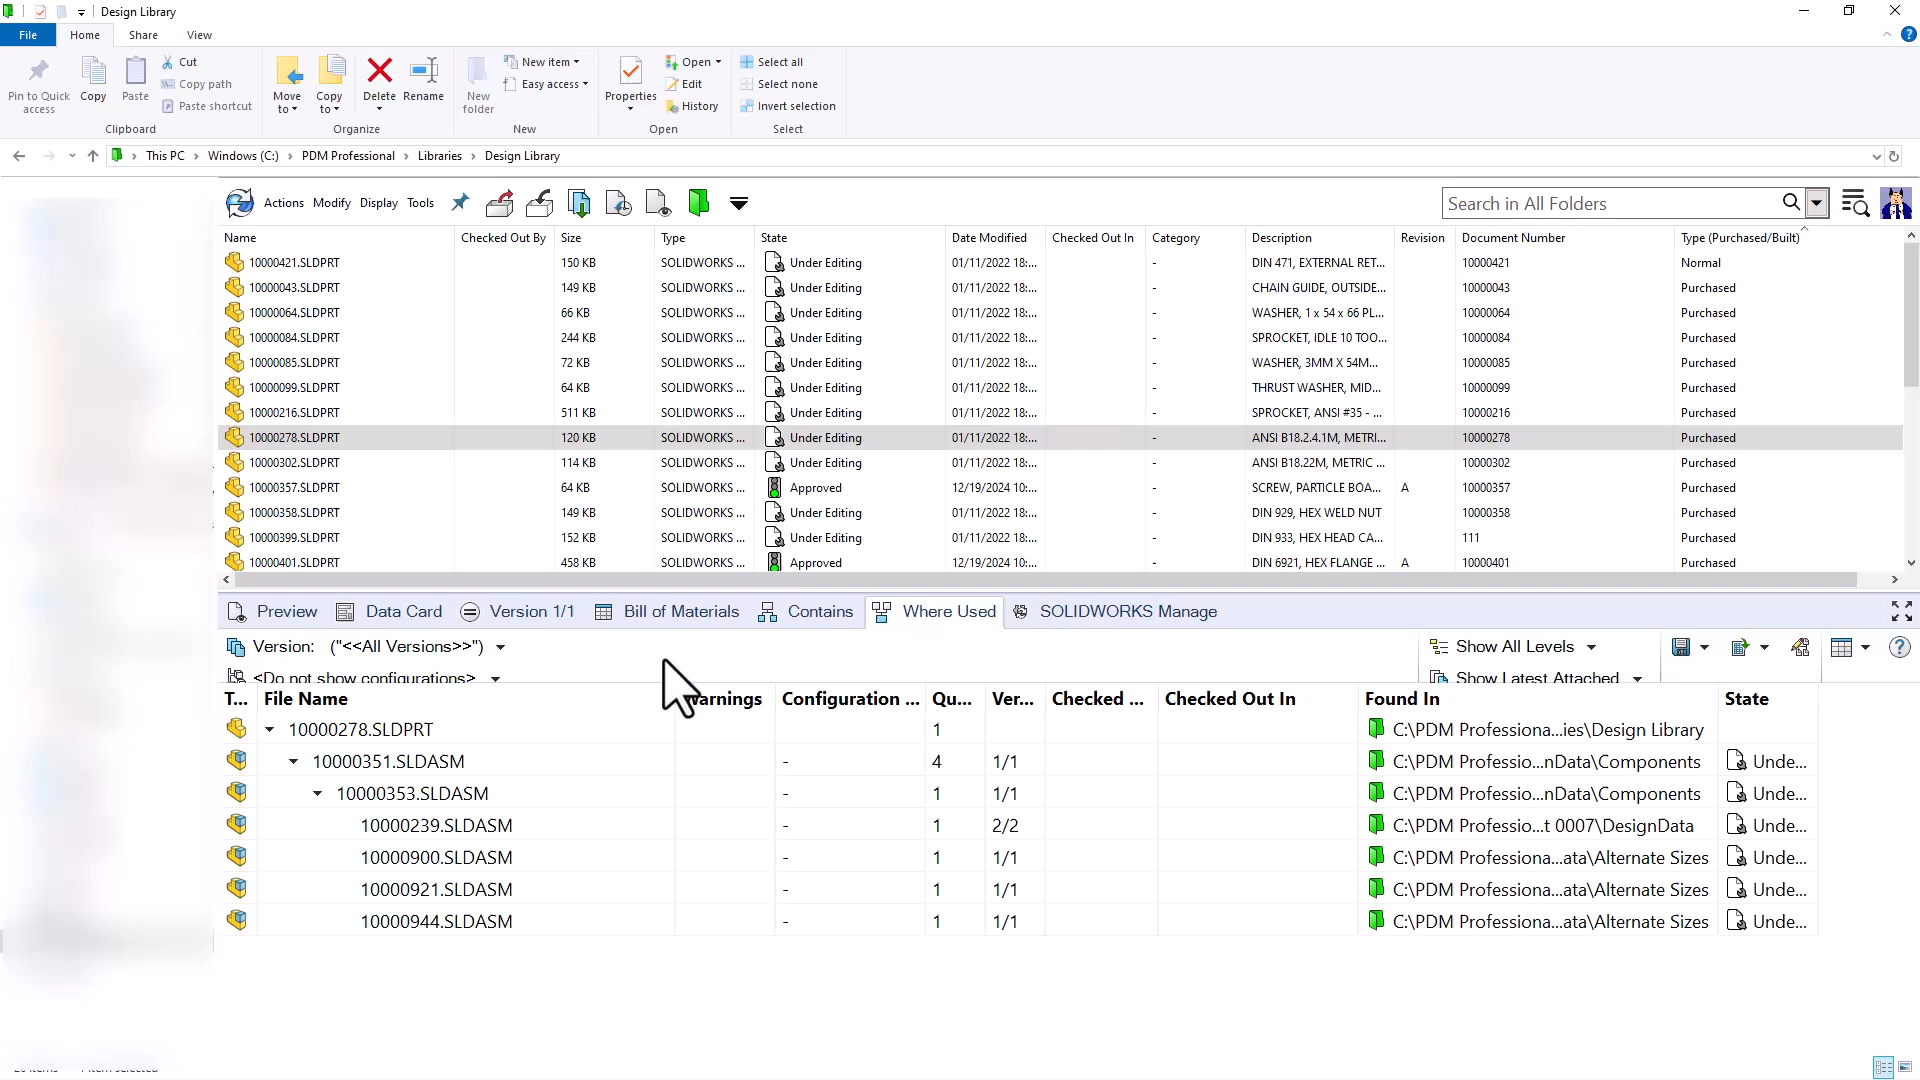 Design Library
File Home Share View
Pin to Quick access
Copy
Paste
Cut
Copy path
Paste shortcut
Clipboard
Move to
Copy to
Delete
Rename
Organize
New folder
New item
Easy access
New
Properties
Open
Edit
History
Open
Select all
Select none
Invert selection
Select
This PC > Windows (C:) > PDM Professional > Libraries > Design Library
Actions Modify Display Tools
Search in All Folders
Name Checked Out By Size Type State Date Modified Checked Out In Category Description Revision Document Number Type (Purchased/Built)
10000421.SLDPRT 150 KB SOLIDWORKS ... Under Editing 01/11/2022 18:... - DIN 471, EXTERNAL RET... 10000421 Normal
10000043.SLDPRT 149 KB SOLIDWORKS ... Under Editing 01/11/2022 18:... - CHAIN GUIDE, OUTSIDE... 10000043 Purchased
10000064.SLDPRT 66 KB SOLIDWORKS ... Under Editing 01/11/2022 18:... - WASHER, 1 x 54 x 66 PL... 10000064 Purchased
10000084.SLDPRT 244 KB SOLIDWORKS ... Under Editing 01/11/2022 18:... - SPROCKET, IDLE 10 TOO... 10000084 Purchased
10000085.SLDPRT 72 KB SOLIDWORKS ... Under Editing 01/11/2022 18:... - WASHER, 3MM X 54M... 10000085 Purchased
10000099.SLDPRT 64 KB SOLIDWORKS ... Under Editing 01/11/2022 18:... - THRUST WASHER, MID... 10000099 Purchased
10000216.SLDPRT 511 KB SOLIDWORKS ... Under Editing 01/11/2022 18:... - SPROCKET, ANSI #35 - ... 10000216 Purchased
10000278.SLDPRT 120 KB SOLIDWORKS ... Under Editing 01/11/2022 18:... - ANSI B18.2.4.1M, METRI... 10000278 Purchased
10000302.SLDPRT 114 KB SOLIDWORKS ... Under Editing 01/11/2022 18:... - ANSI B18.22M, METRIC ... 10000302 Purchased
10000357.SLDPRT 64 KB SOLIDWORKS ... Approved 12/19/2024 10:... - SCREW, PARTICLE BOA... A 10000357 Purchased
10000358.SLDPRT 149 KB SOLIDWORKS ... Under Editing 01/11/2022 18:... - DIN 929, HEX WELD NUT 10000358 Purchased
10000399.SLDPRT 152 KB SOLIDWORKS ... Under Editing 01/11/2022 18:... - DIN 933, HEX HEAD CA... 111 Purchased
10000401.SLDPRT 458 KB SOLIDWORKS ... Approved 12/19/2024 10:... - DIN 6921, HEX FLANGE ... A 10000401 Purchased
Preview Data Card Version 1/1 Bill of Materials Contains Where Used SOLIDWORKS Manage
Version: ("<<All Versions>>") Show All Levels
<Do not show configurations> Show Latest Attached
T... File Name Configuration ... Qu... Ver... Checked ... Checked Out In Found In State
10000278.SLDPRT 1 C:\PDM Professiona...ies\Design Library
10000351.SLDASM - 4 1/1 C:\PDM Professio...nData\Components Unde...
10000353.SLDASM - 1 1/1 C:\PDM Professio...nData\Components Unde...
10000239.SLDASM - 1 2/2 C:\PDM Professio...t 0007\DesignData Unde...
10000900.SLDASM - 1 1/1 C:\PDM Professiona...ata\Alternate Sizes Unde...
10000921.SLDASM - 1 1/1 C:\PDM Professiona...ata\Alternate Sizes Unde...
10000944.SLDASM - 1 1/1 C:\PDM Professiona...ata\Alternate Sizes Unde...